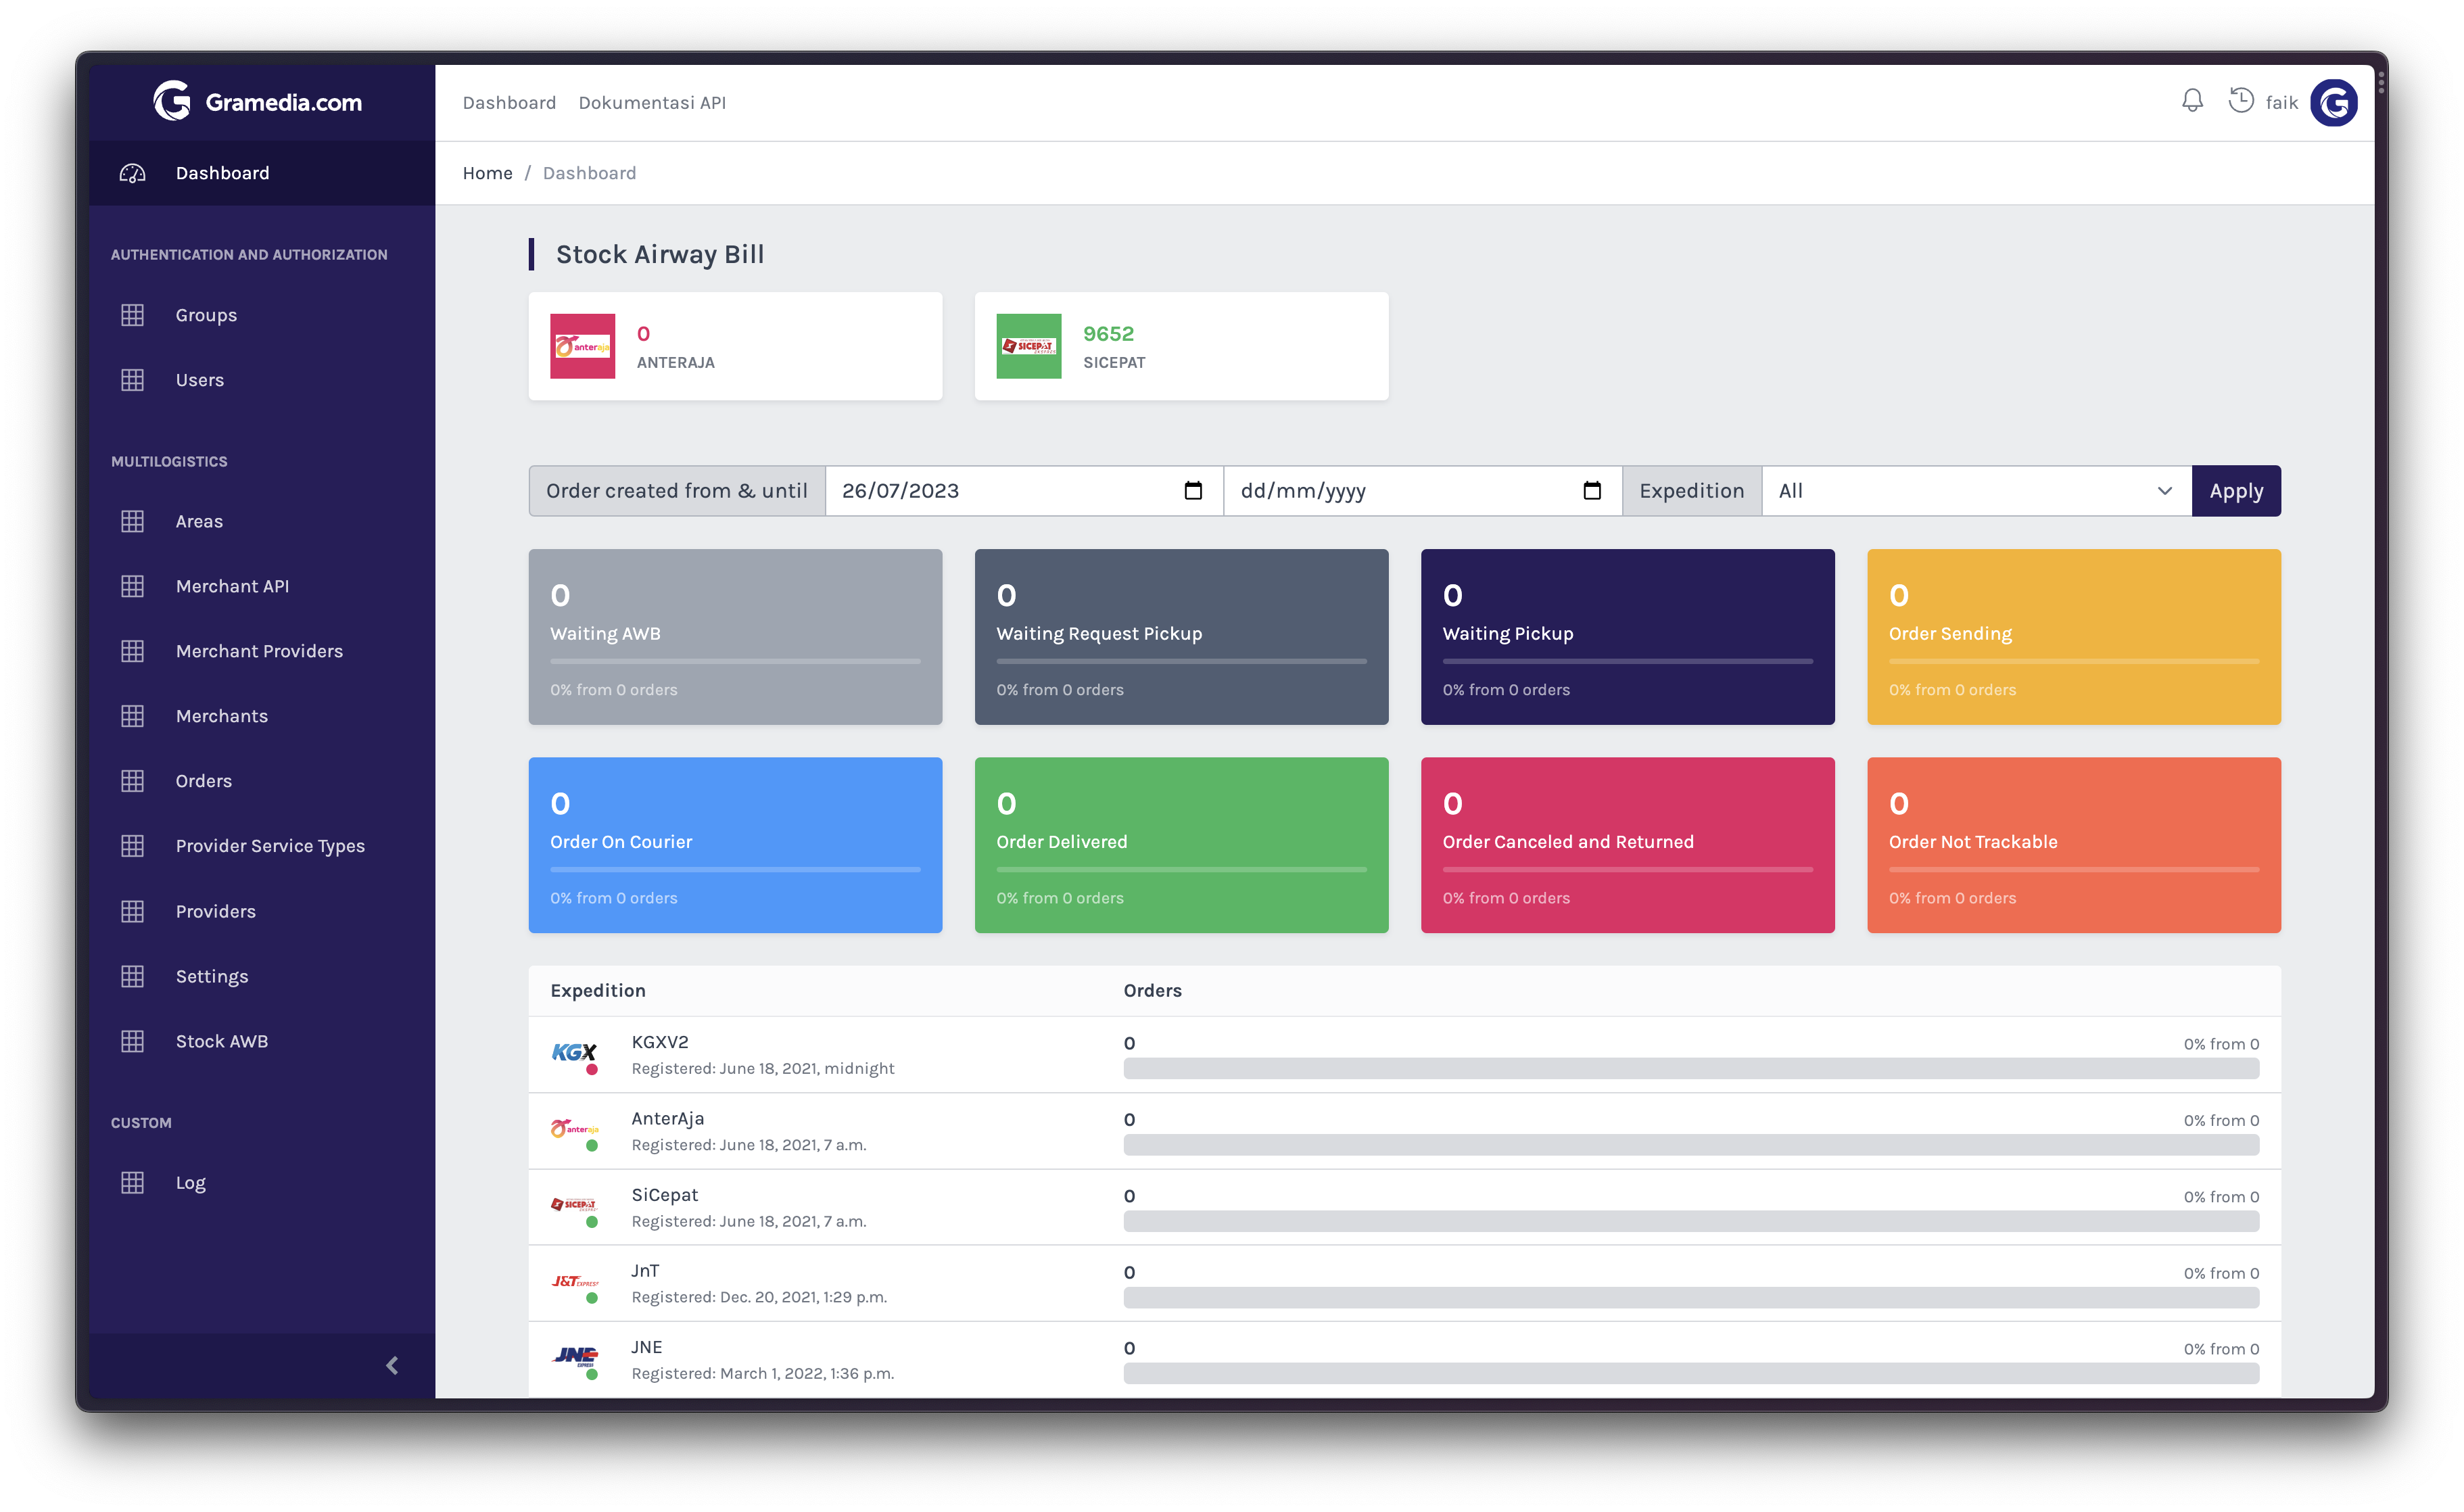 Gramedia.com
Dashboard
AUTHENTICATION AND AUTHORIZATION
Groups
Users
MULTILOGISTICS
Areas
Merchant API
Merchant Providers
Merchants
Orders
Provider Service Types
Providers
Settings
Stock AWB
CUSTOM
Log
Dashboard Dokumentasi API faik
Home / Dashboard
Stock Airway Bill
anteraja 0
ANTERAJA
SICEPAT 9652
SICEPAT
Order created from & until 26/07/2023 dd/mm/yyyy Expedition All Apply
0
Waiting AWB
0% from 0 orders
0
Waiting Request Pickup
0% from 0 orders
0
Waiting Pickup
0% from 0 orders
0
Order Sending
0% from 0 orders
0
Order On Courier
0% from 0 orders
0
Order Delivered
0% from 0 orders
0
Order Canceled and Returned
0% from 0 orders
0
Order Not Trackable
0% from 0 orders
Expedition Orders
KGX KGXV2 0 0% from 0
Registered: June 18, 2021, midnight
anteraja AnterAja 0 0% from 0
Registered: June 18, 2021, 7 a.m.
SICEPAT SiCepat 0 0% from 0
Registered: June 18, 2021, 7 a.m.
J&T EXPRESS JnT 0 0% from 0
Registered: Dec. 20, 2021, 1:29 p.m.
JNE EXPRESS JNE 0 0% from 0
Registered: March 1, 2022, 1:36 p.m.